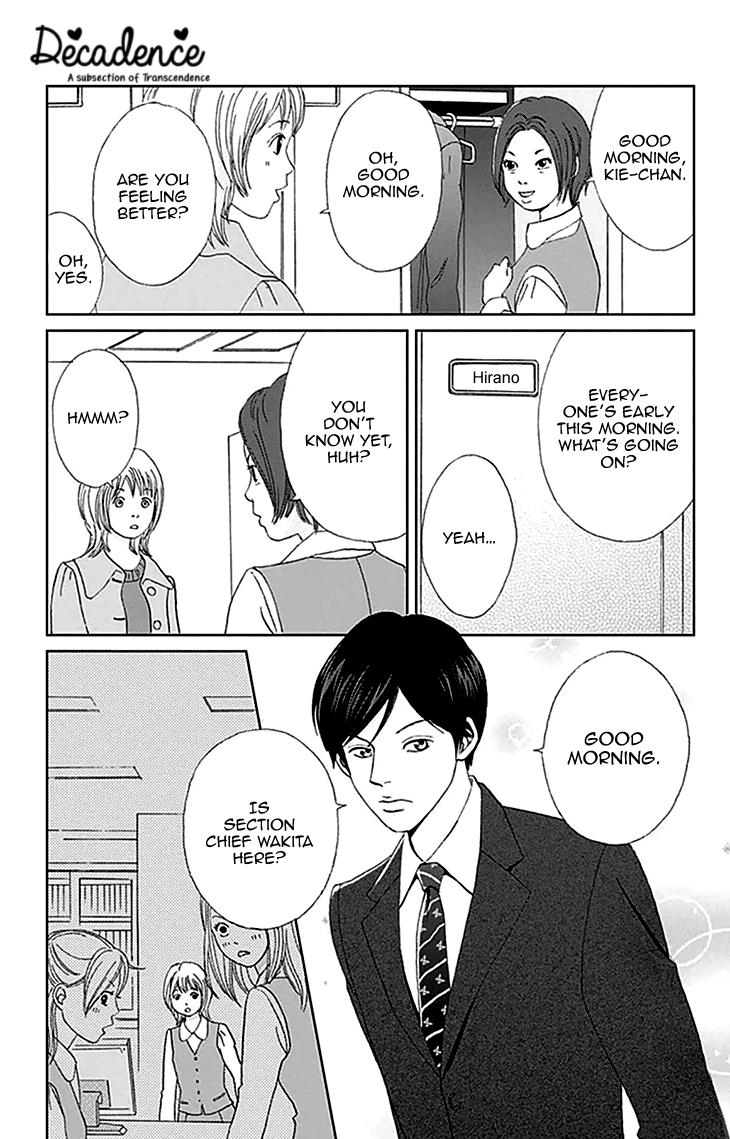 Decadence
A subsection of Transcendence
GOOD
MORNING,
KIE-CHAN.
OH,
GOOD
MORNING.
ARE YOU
FEELING
BETTER?
OH,
YES.
Hirano
EVERY-
ONE'S EARLY
THIS MORNING.
WHAT'S GOING
ON?
YEAH...
YOU
DON'T
KNOW YET,
HUH?
HMMM?
GOOD
MORNING.
IS
SECTION
CHIEF WAKITA
HERE?